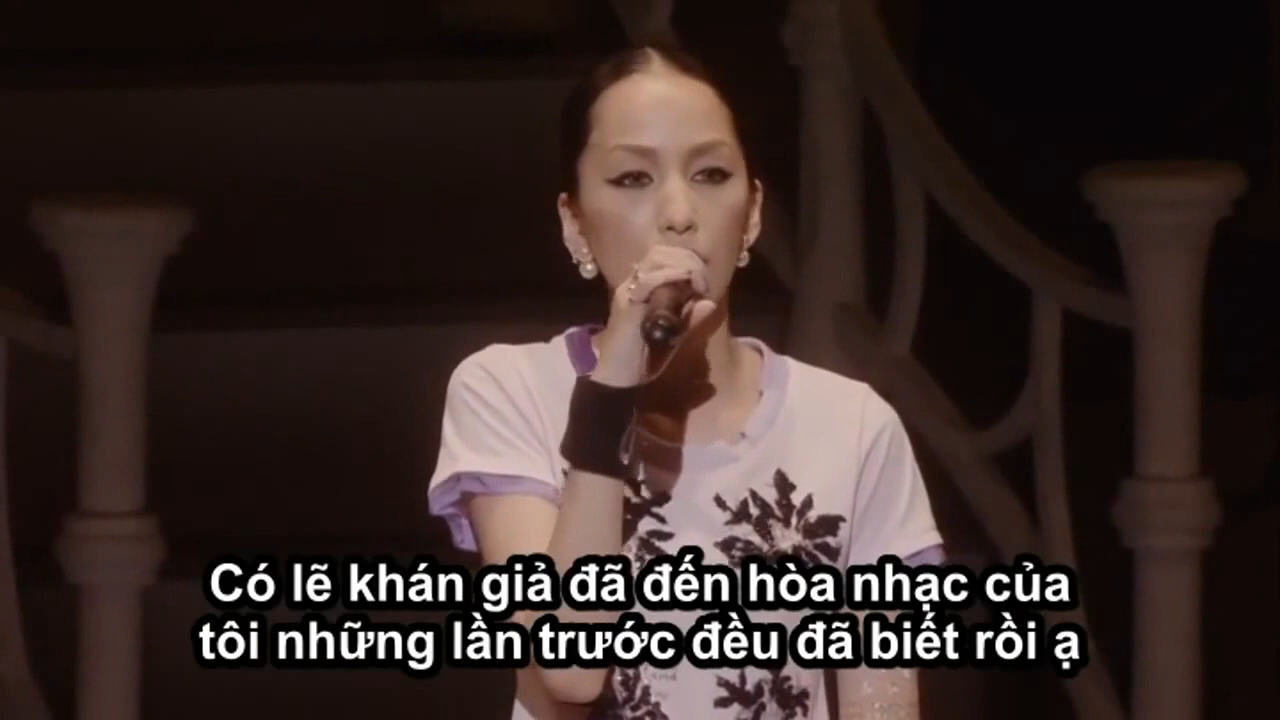 Có lẽ khán giả đã đến hòa nhạc của
tôi những lần trước đều đã biết rồi ạ